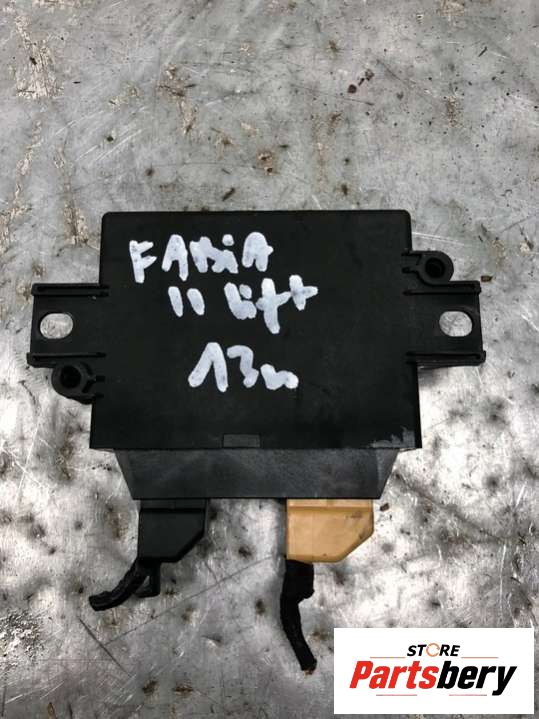 FABIA
II lift
13r
STORE
Partsbery